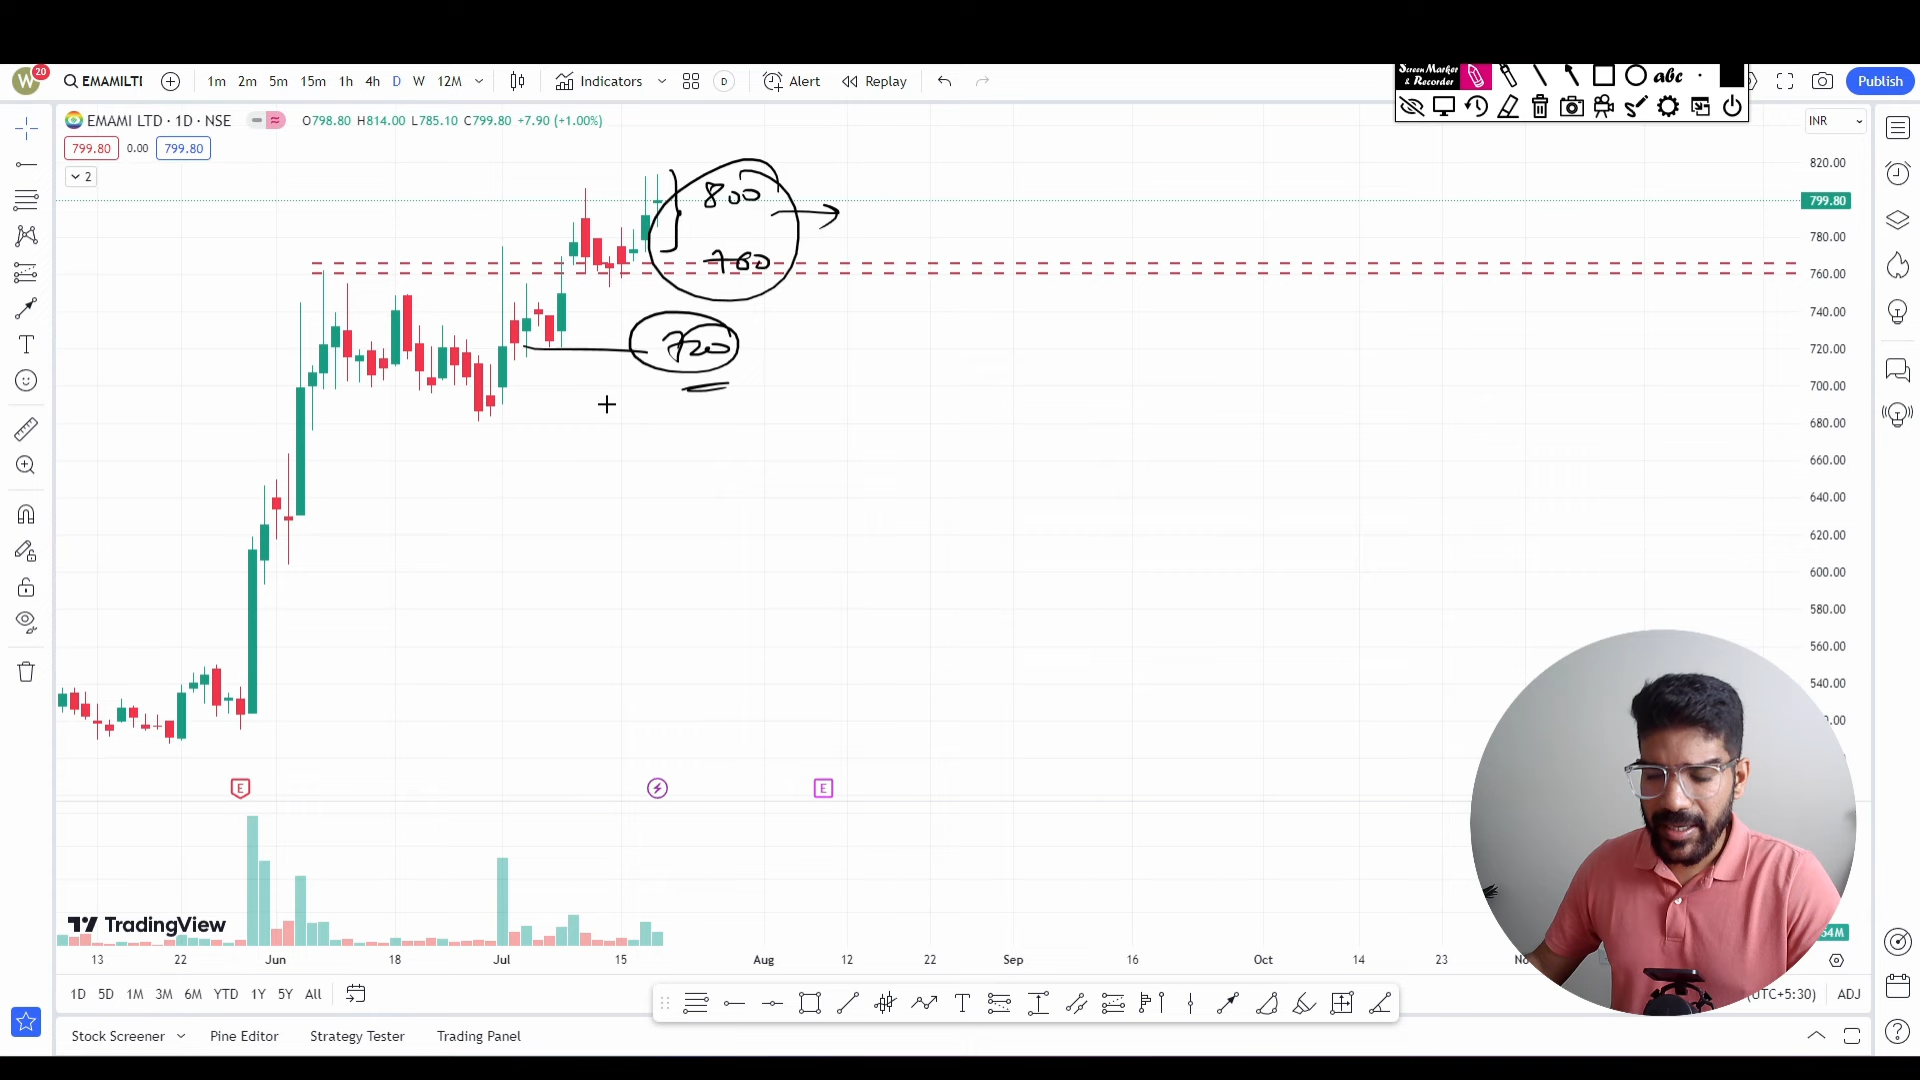 W 20 EMAMILTI 1m 2m 5m 15m 1h 4h D W 12M Indicators D Alert Replay Screen Marker & Recorder abc Publish
EMAMI LTD · 1D · NSE O798.80 H814.00 L785.10 C799.80 +7.90 (+1.00%) INR
799.80 0.00 799.80
2
820.00
800
799.80
780.00
780
760.00
740.00
720
720.00
700.00
680.00
660.00
640.00
620.00
600.00
580.00
560.00
540.00
E E
TradingView
54M
13 22 Jun 18 Jul 15 Aug 12 22 Sep 16 Oct 14 23
1D 5D 1M 3M 6M YTD 1Y 5Y All (UTC+5:30) ADJ
T T
Stock Screener Pine Editor Strategy Tester Trading Panel